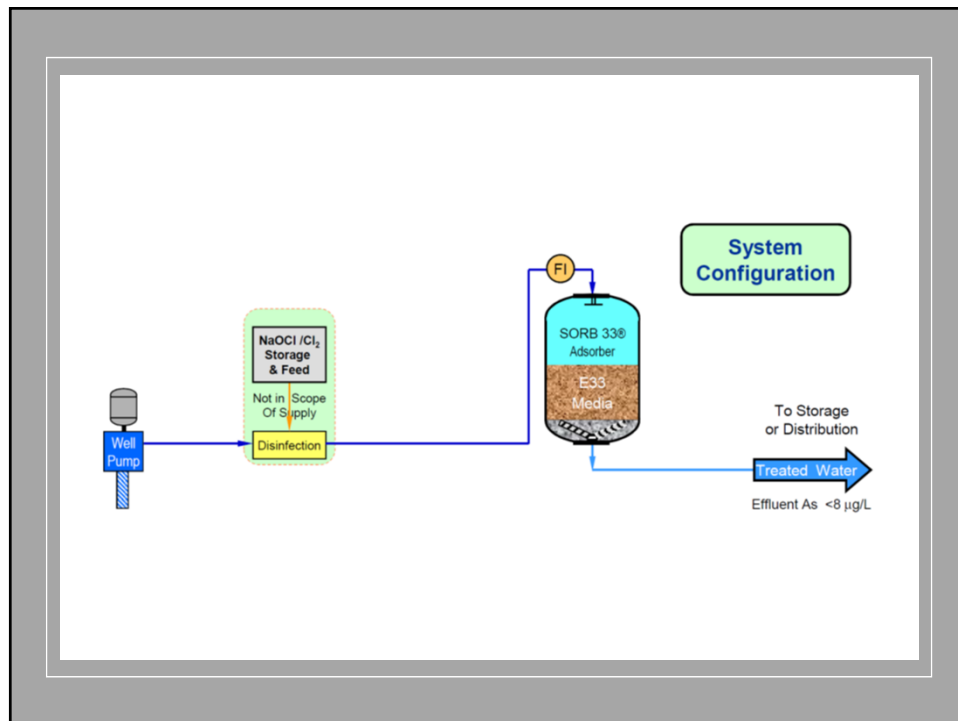 System
Configuration
FI
SORB 33®
Adsorber
E33
Media
NaOCl /Cl₂
Storage
& Feed
Not in Scope
Of Supply
Disinfection
Well
Pump
To Storage
or Distribution
Treated Water
Effluent As <8 µg/L